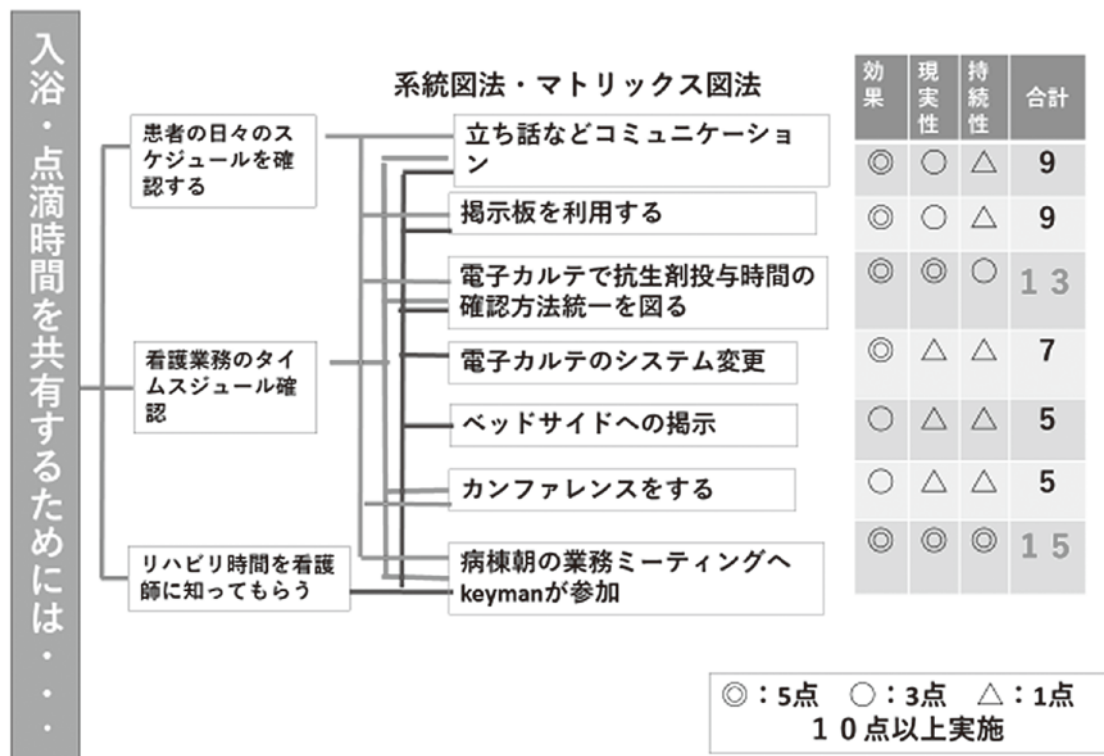 入浴・点滴時間を共有するためには・・・・
系統図法・マトリックス図法
患者の日々のス
ケジュールを確
認する
看護業務のタイ
ムスジュール確
認
リハビリ時間を看護
師に知ってもらう
立ち話などコミュニケーショ
ン
掲示板を利用する
電子カルテで抗生剤投与時間の
確認方法統一を図る
電子カルテのシステム変更
ベッドサイドへの掲示
カンファレンスをする
病棟朝の業務ミーティングへ
keymanが参加
効果 現実性 持続性 合計
◎ ○ △ 9
◎ ○ △ 9
◎ ◎ ○ 13
◎ △ △ 7
○ △ △ 5
○ △ △ 5
◎ ◎ ◎ 15
◎：5点 ○：3点 △：1点
10点以上実施